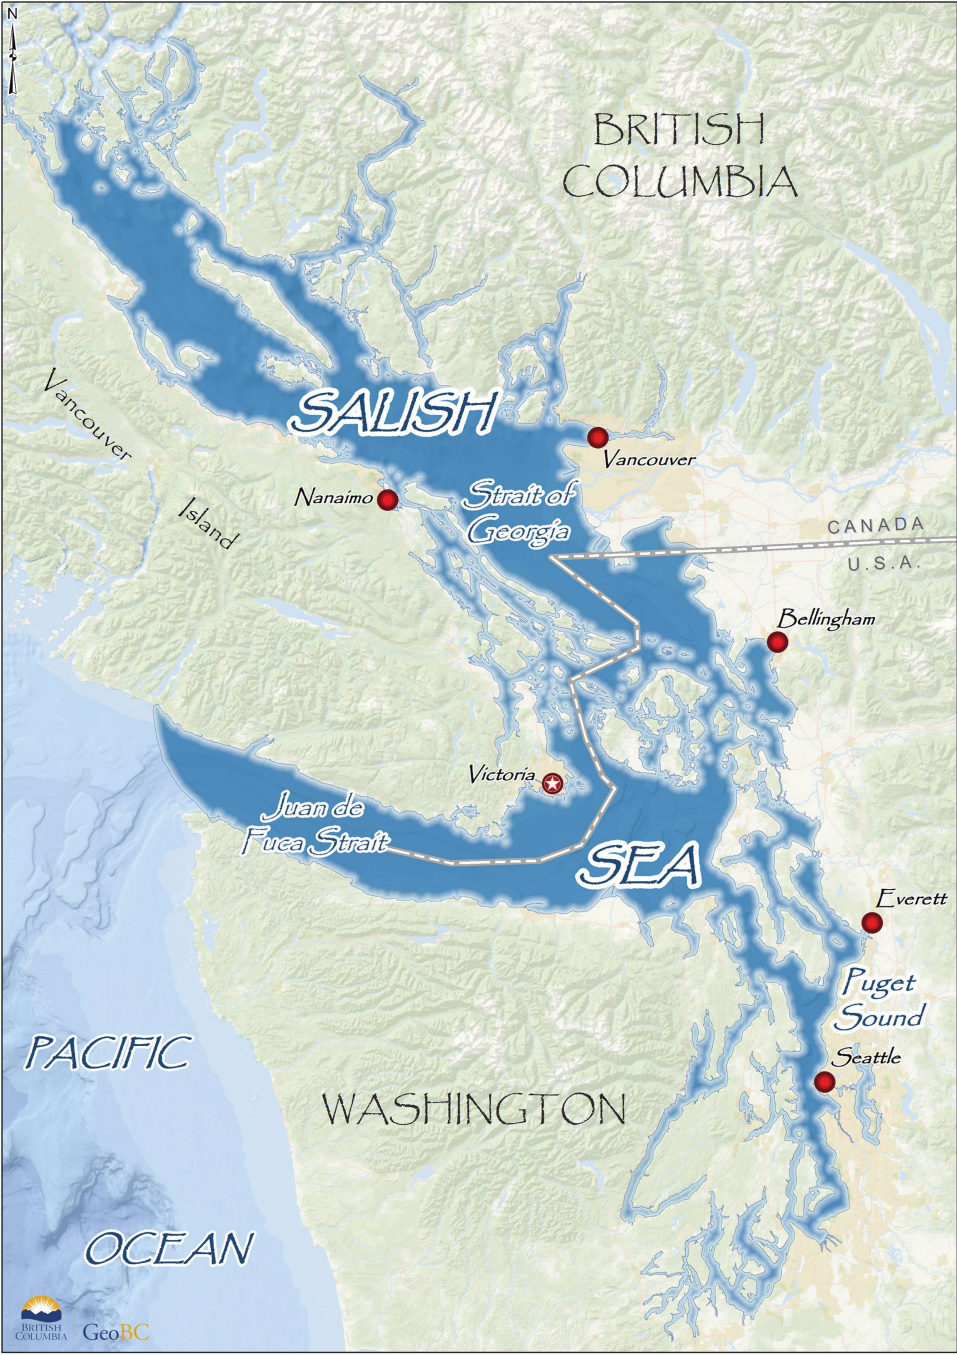 N
BRITISH
COLUMBIA
Vancouver
Island
SALISH
Vancouver
Nanaimo
Strait of
Georgia
CANADA
U.S.A.
Bellingham
Victoria
Juan de
Fuca Strait
SEA
Everett
Puget
Sound
Seattle
PACIFIC
WASHINGTON
OCEAN
BRITISH
COLUMBIA
GeoBC